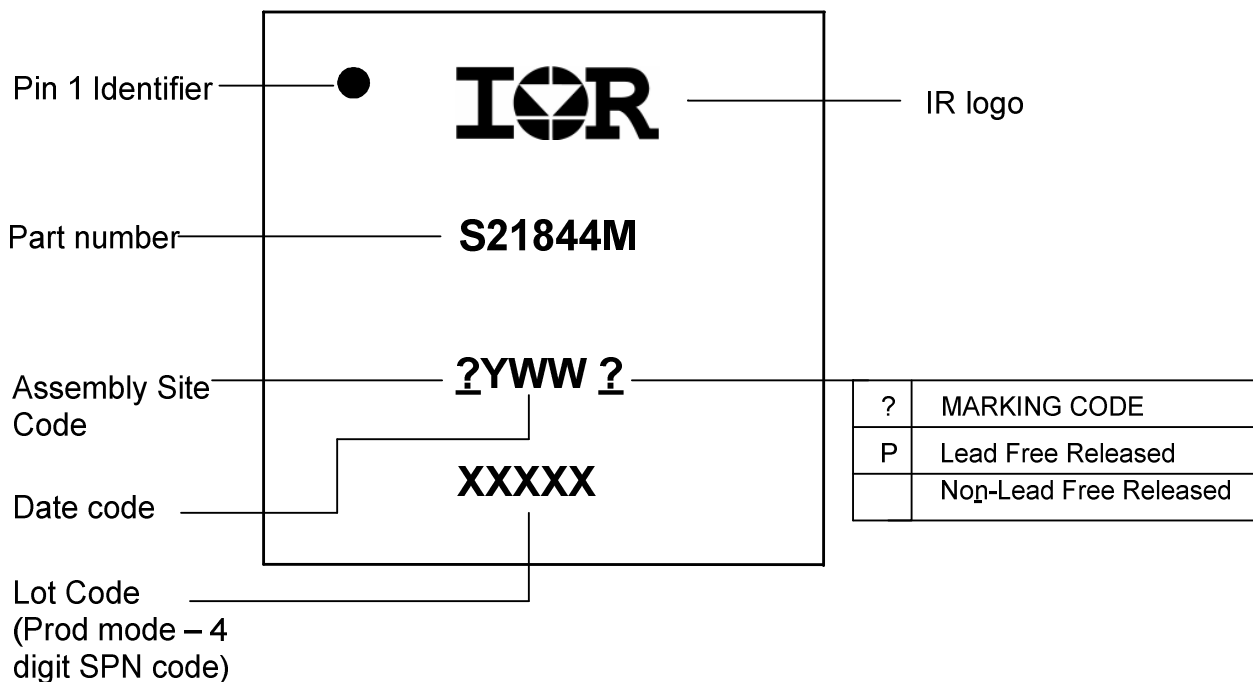 Pin 1 Identifier
IOR
IR logo
Part number
S21844M
Assembly Site
Code
?YWW ?
? MARKING CODE
P Lead Free Released
Non-Lead Free Released
Date code
XXXXX
Lot Code
(Prod mode – 4
digit SPN code)